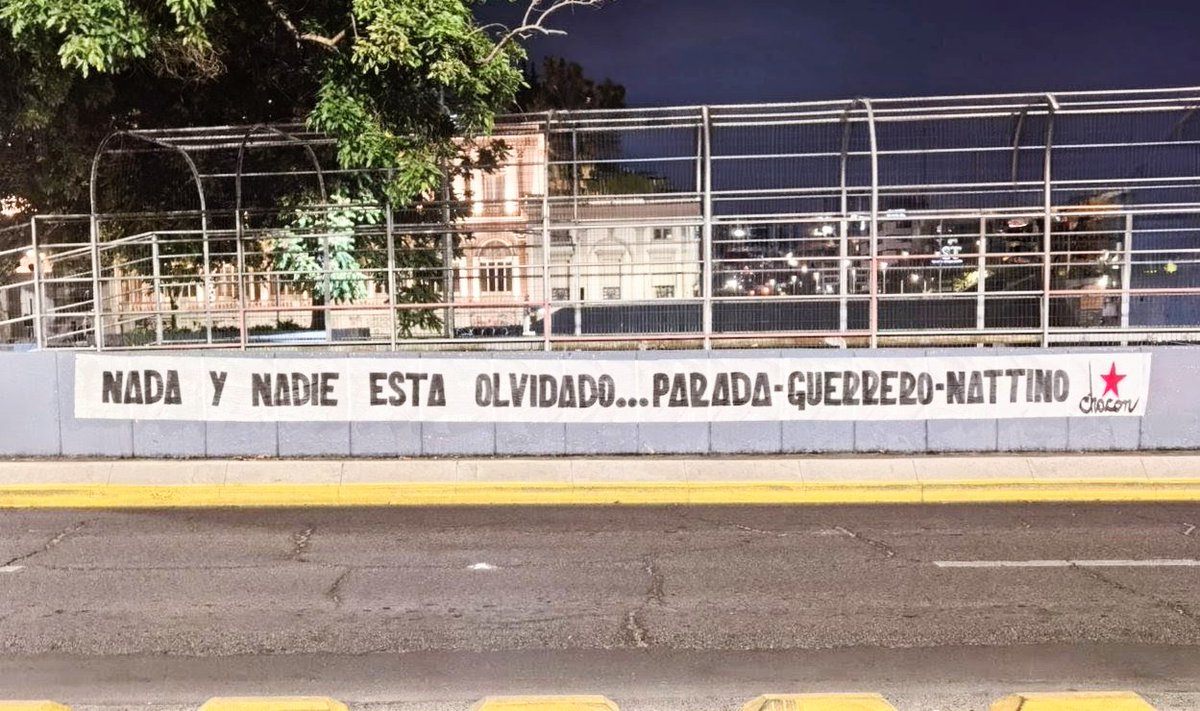 NADA Y NADIE ESTA OLVIDADO...PARADA-GUERRERO-NATTINO
chacon